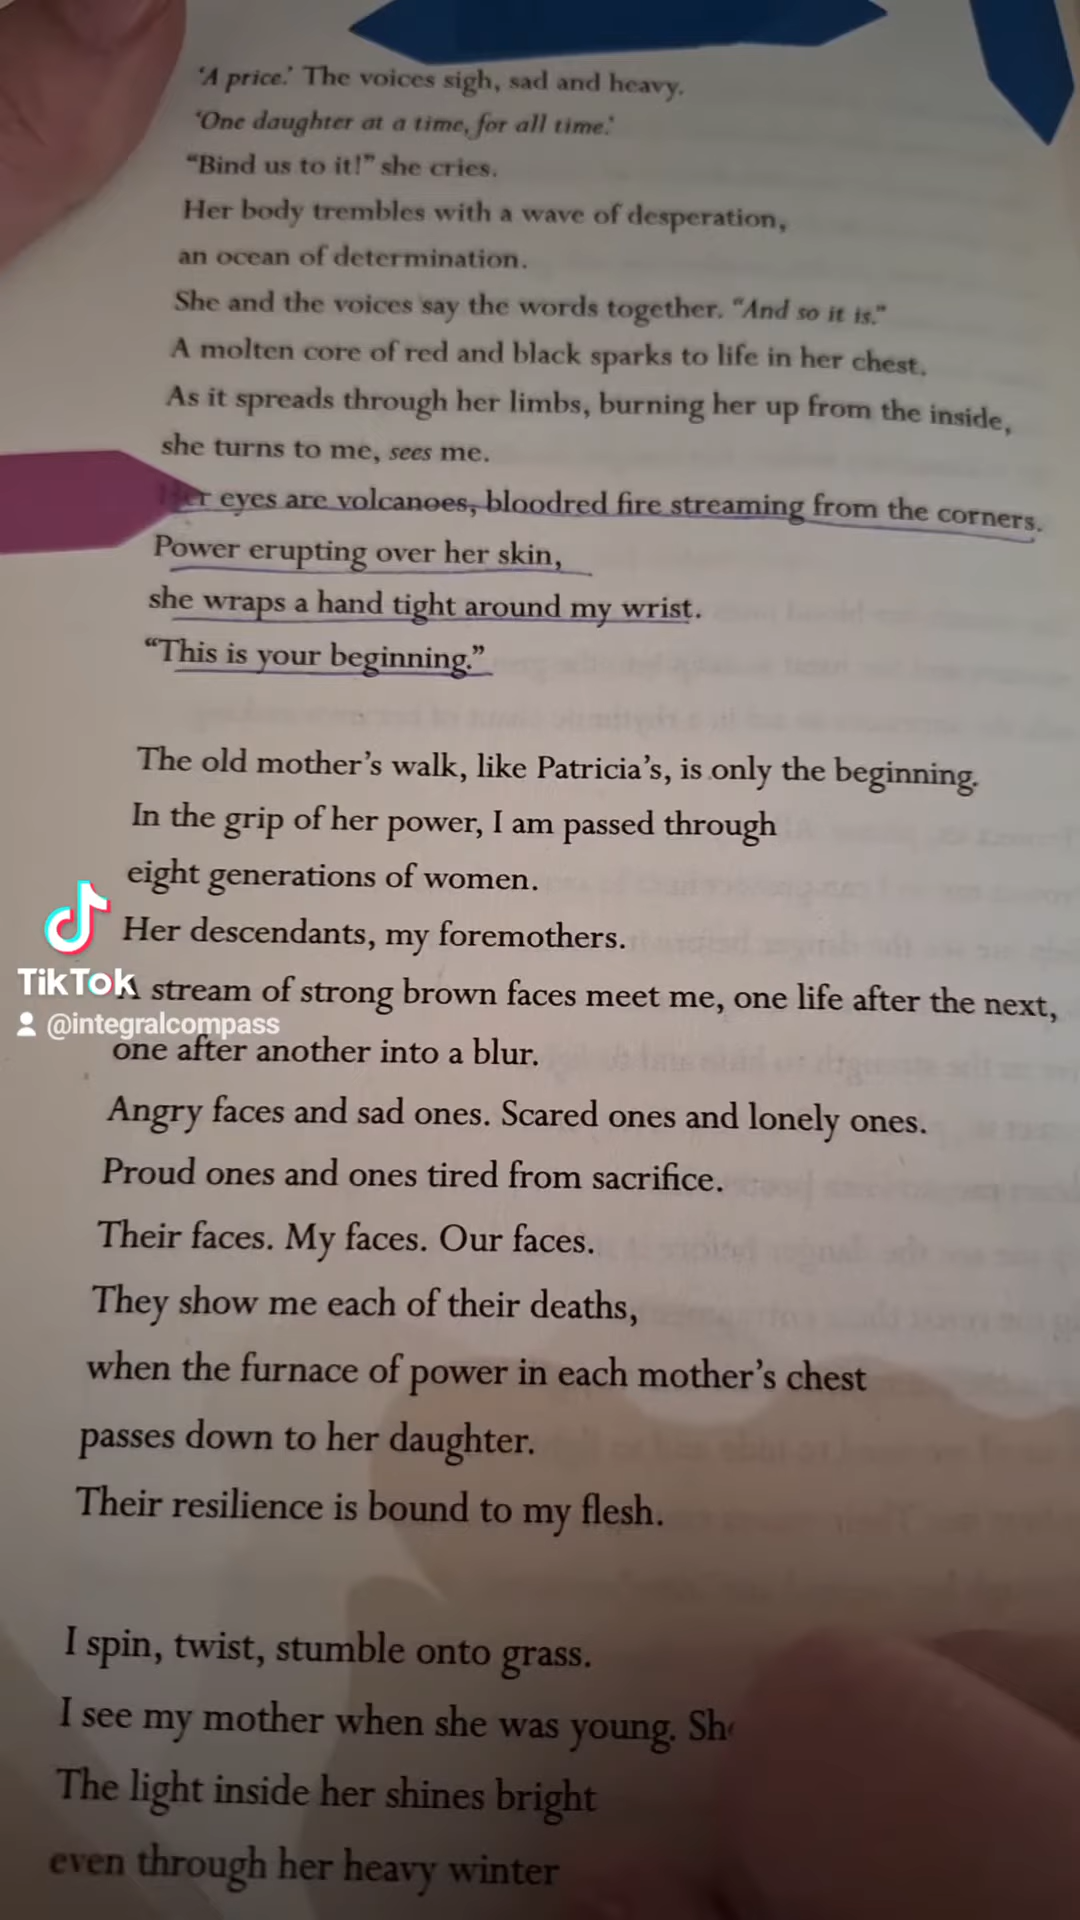 ‘A price.’ The voices sigh, sad and heavy.
‘One daughter at a time, for all time.’
“Bind us to it!” she cries.
Her body trembles with a wave of desperation,
an ocean of determination.
She and the voices say the words together. “And so it is.”
A molten core of red and black sparks to life in her chest.
As it spreads through her limbs, burning her up from the inside,
she turns to me, sees me.
Her eyes are volcanoes, bloodred fire streaming from the corners.
Power erupting over her skin,
she wraps a hand tight around my wrist.
“This is your beginning.”
The old mother’s walk, like Patricia’s, is only the beginning.
In the grip of her power, I am passed through
eight generations of women.
Her descendants, my foremothers.
A stream of strong brown faces meet me, one life after the next,
one after another into a blur.
Angry faces and sad ones. Scared ones and lonely ones.
Proud ones and ones tired from sacrifice.
Their faces. My faces. Our faces.
They show me each of their deaths,
when the furnace of power in each mother’s chest
passes down to her daughter.
Their resilience is bound to my flesh.
I spin, twist, stumble onto grass.
I see my mother when she was young.
The light inside her shines bright
even through her heavy winter
TikTok
@integralcompass